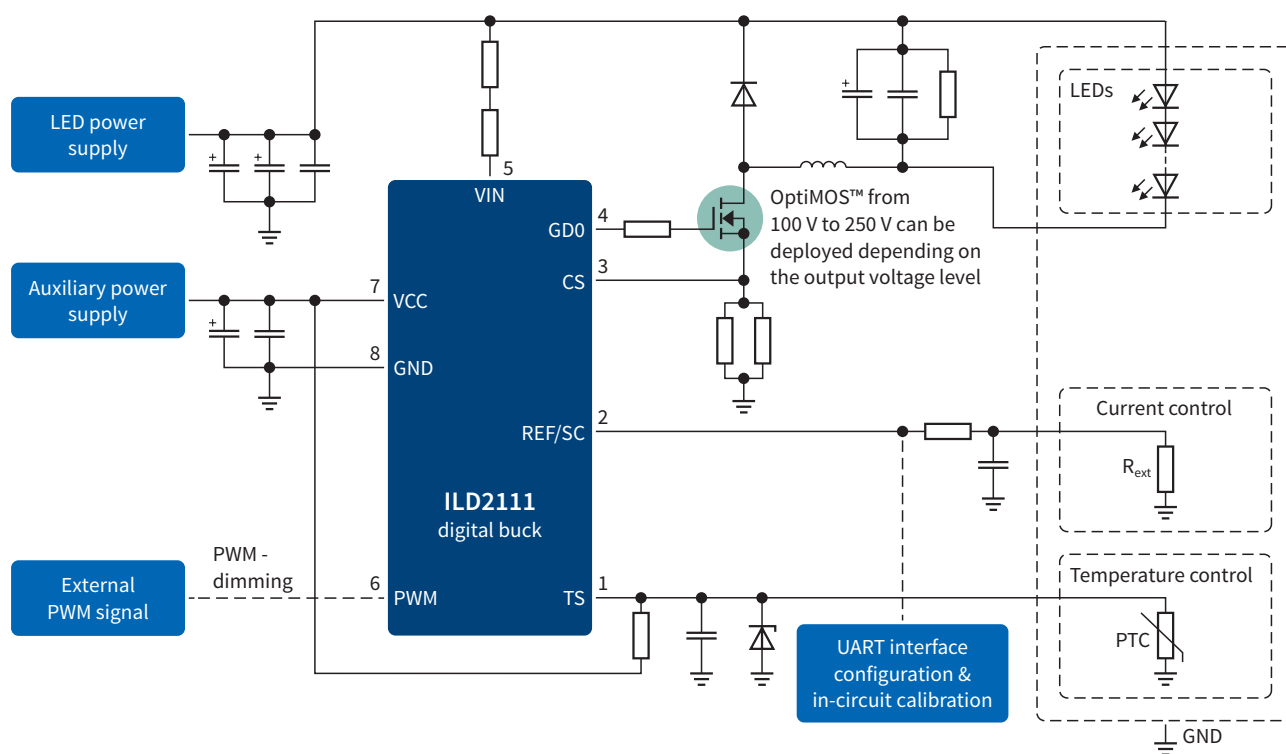 LED power
supply
+
+
+
LEDs
5
VIN
4
GD0
OptiMOS™ from
100 V to 250 V can be
deployed depending on
the output voltage level
3
CS
Auxiliary power
supply
7
VCC
+
8
GND
2
REF/SC
Current control
Rext
ILD2111
digital buck
PWM -
dimming
External
PWM signal
6
PWM
1
TS
Temperature control
PTC
UART interface
configuration &
in-circuit calibration
GND